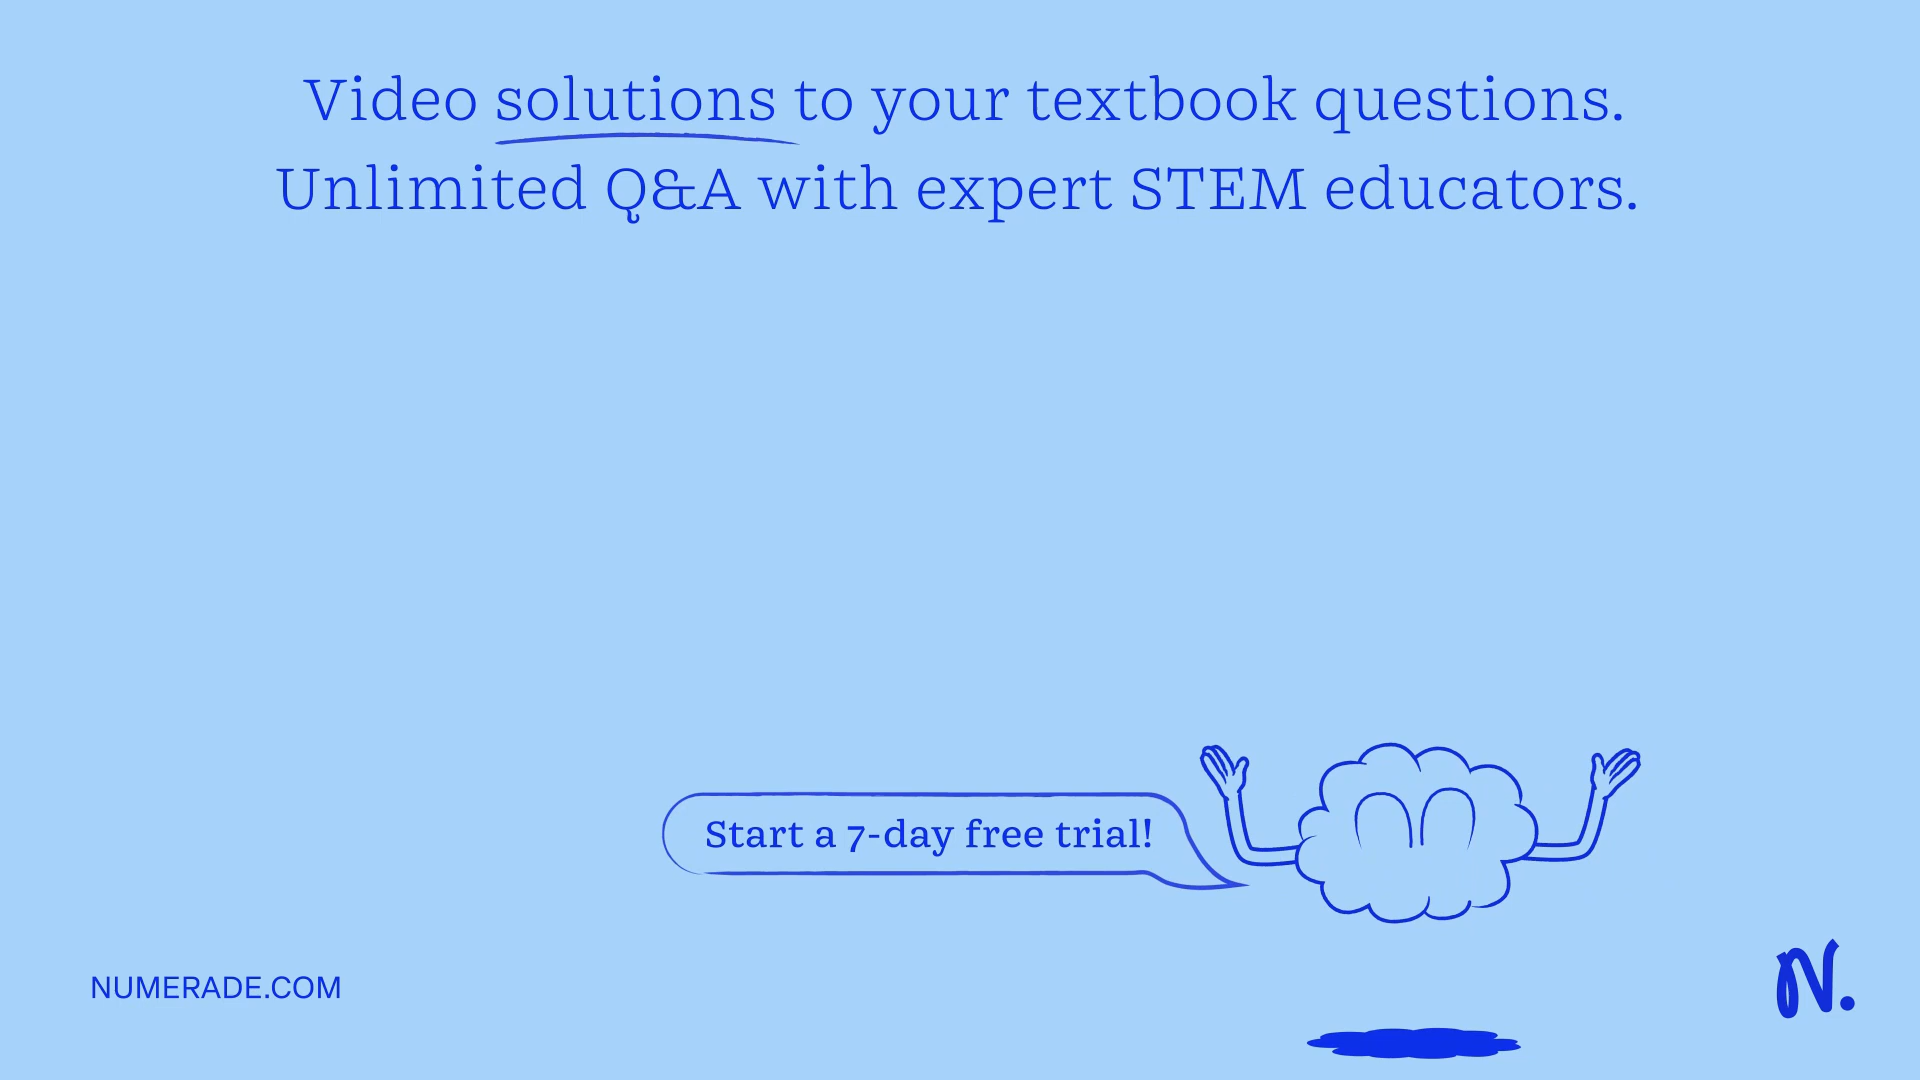 Video solutions to your textbook questions.
Unlimited Q&A with expert STEM educators.
Start a 7-day free trial!
NUMERADE.COM
N.